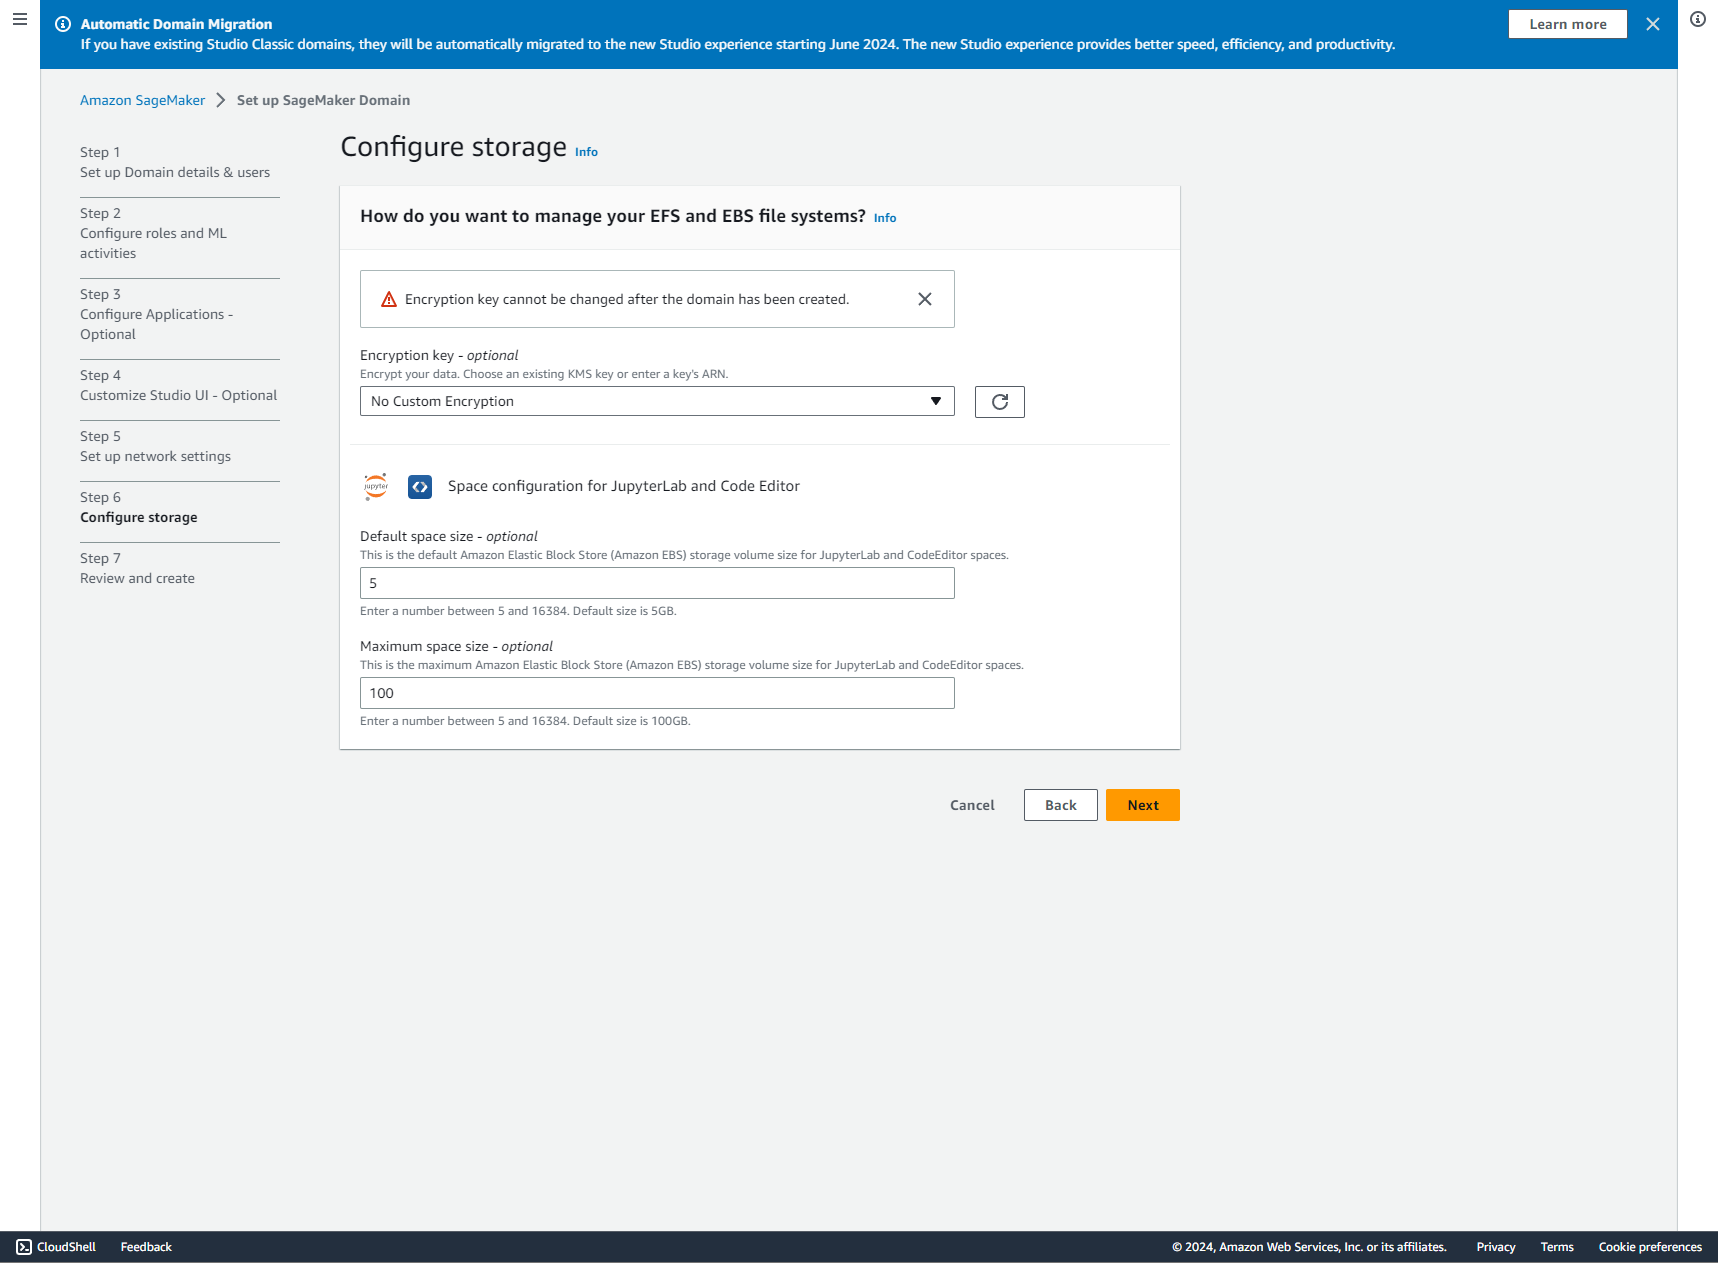 Automatic Domain Migration
If you have existing Studio Classic domains, they will be automatically migrated to the new Studio experience starting June 2024. The new Studio experience provides better speed, efficiency, and productivity.
Learn more
Amazon SageMaker
Set up SageMaker Domain
Step 1
Set up Domain details & users
Step 2
Configure roles and ML
activities
Step 3
Configure Applications -
Optional
Step 4
Customize Studio UI - Optional
Step 5
Set up network settings
Step 6
Configure storage
Step 7
Review and create
Configure storage Info
How do you want to manage your EFS and EBS file systems? Info
Encryption key cannot be changed after the domain has been created.
Encryption key - optional
Encrypt your data. Choose an existing KMS key or enter a key's ARN.
No Custom Encryption
jupyter
Space configuration for JupyterLab and Code Editor
Default space size - optional
This is the default Amazon Elastic Block Store (Amazon EBS) storage volume size for JupyterLab and CodeEditor spaces.
5
Enter a number between 5 and 16384. Default size is 5GB.
Maximum space size - optional
This is the maximum Amazon Elastic Block Store (Amazon EBS) storage volume size for JupyterLab and CodeEditor spaces.
100
Enter a number between 5 and 16384. Default size is 100GB.
Cancel
Back
Next
CloudShell
Feedback
© 2024, Amazon Web Services, Inc. or its affiliates.
Privacy
Terms
Cookie preferences